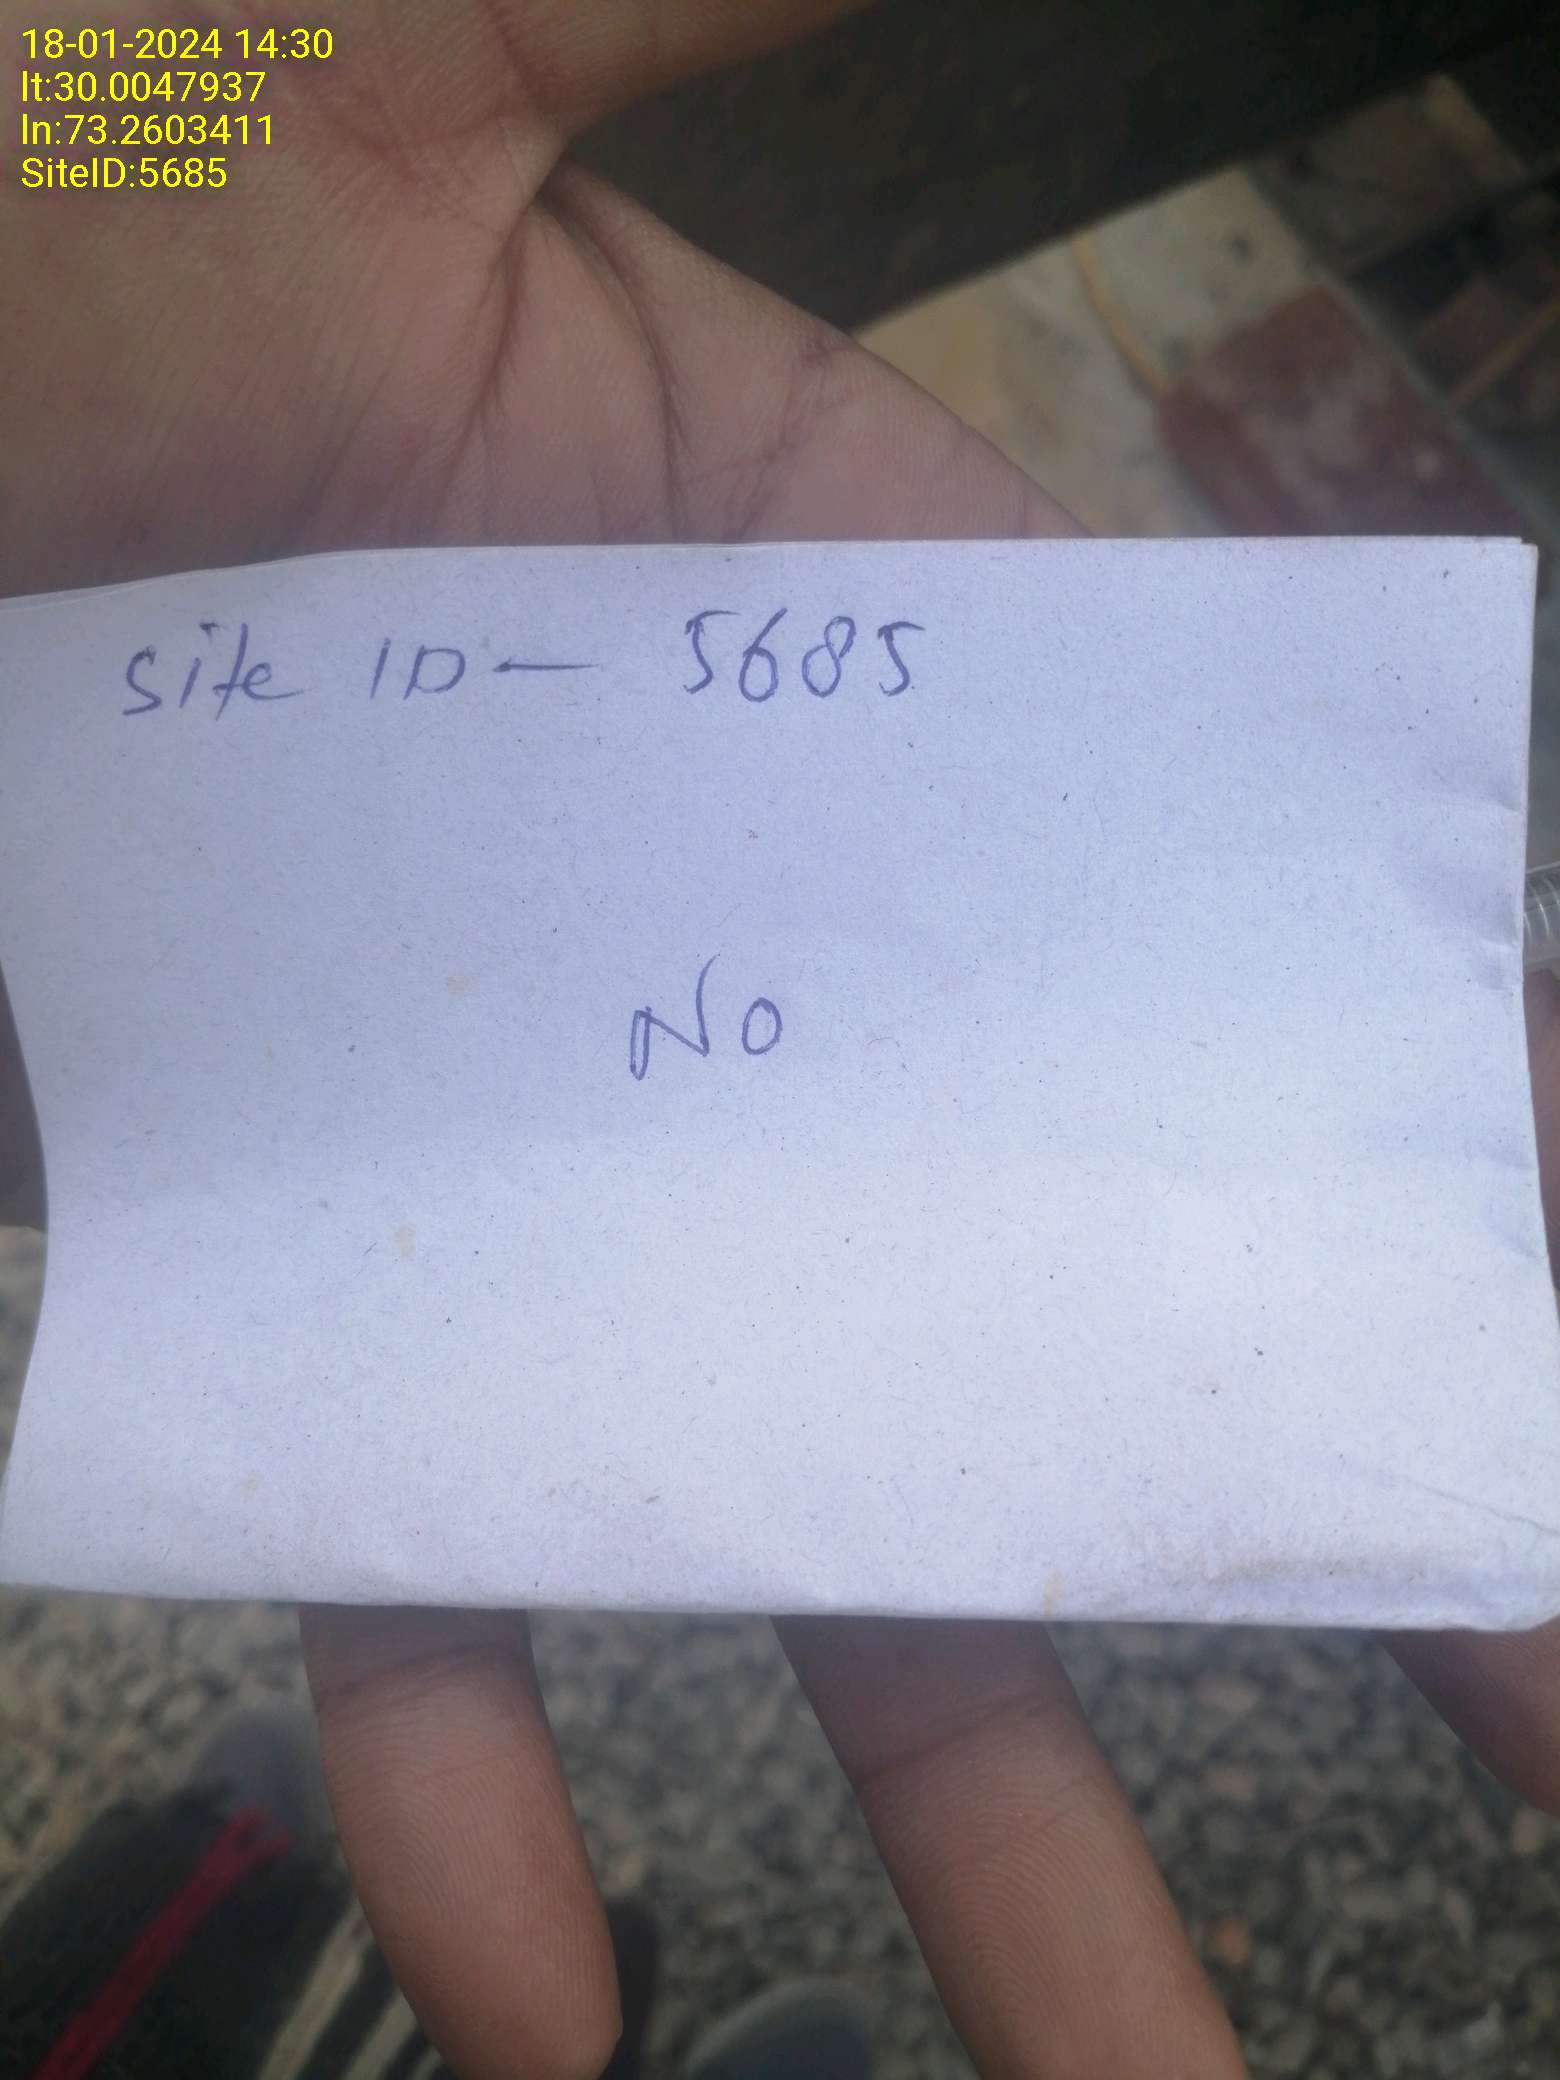 18-01-2024 14:30
lt:30.0047937
ln:73.2603411
SiteID:5685
Site ID — 5685
No